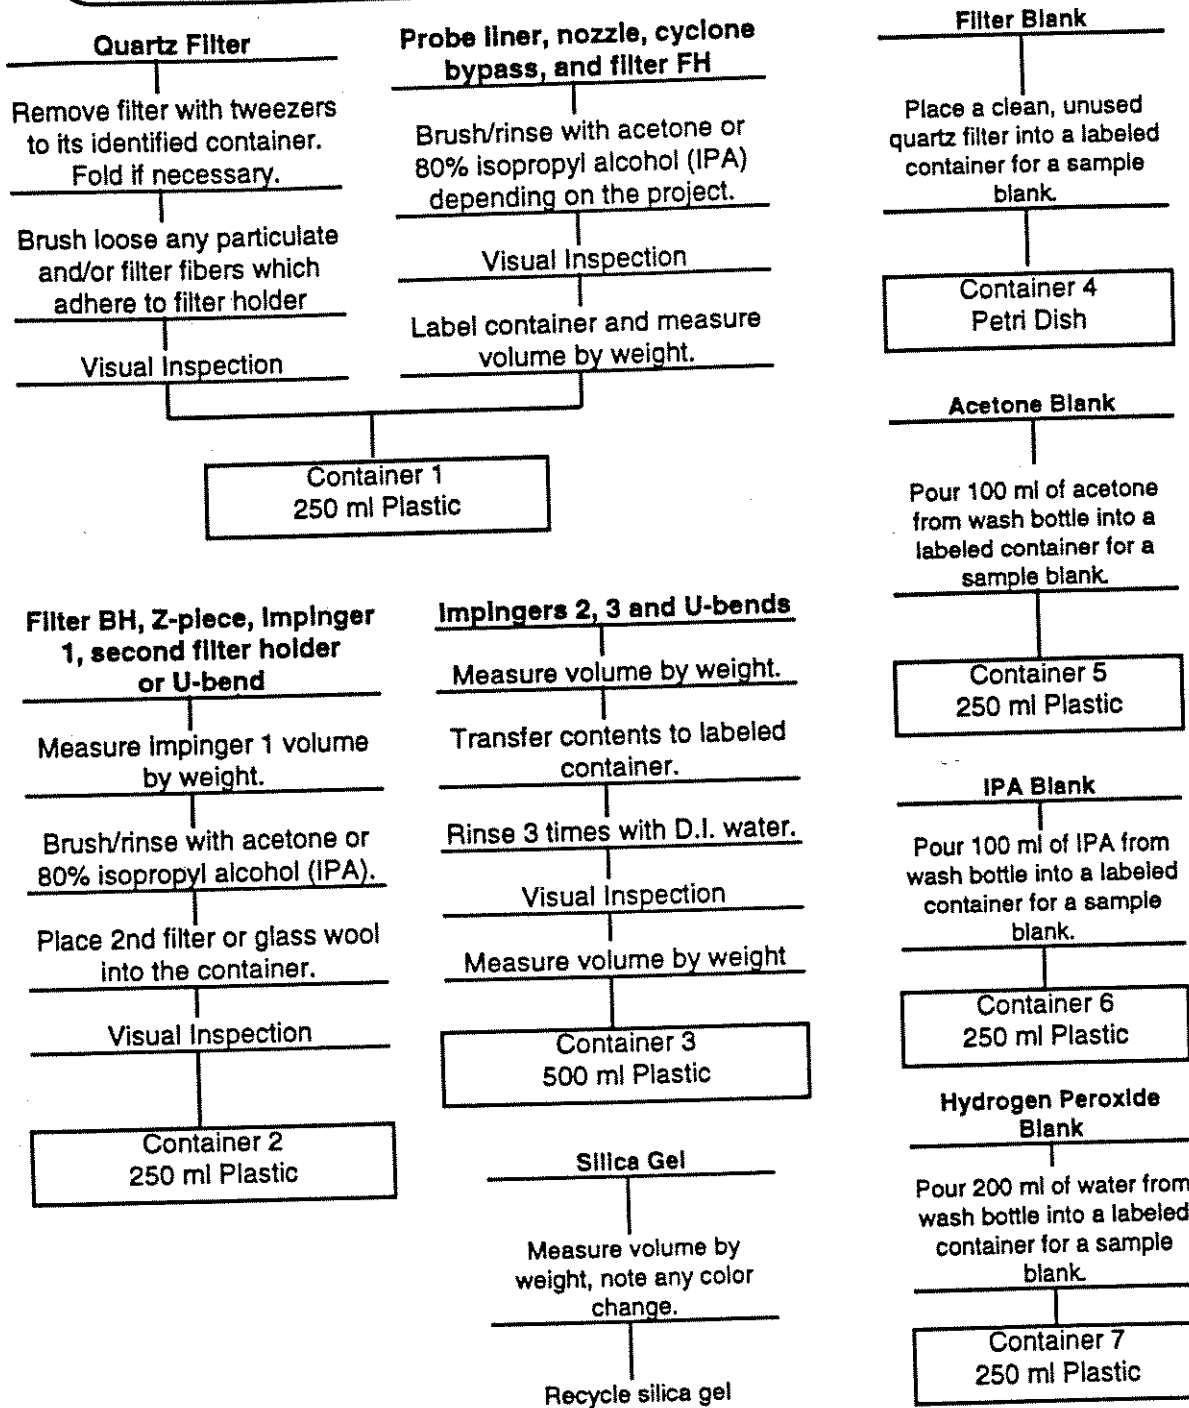 Quartz Filter
Remove filter with tweezers
to its identified container.
Fold if necessary.
Brush loose any particulate
and/or filter fibers which
adhere to filter holder
Visual Inspection
Probe liner, nozzle, cyclone
bypass, and filter FH
Brush/rinse with acetone or
80% isopropyl alcohol (IPA)
depending on the project.
Visual Inspection
Label container and measure
volume by weight.
Container 1
250 ml Plastic
Filter BH, Z-piece, Impinger
1, second filter holder
or U-bend
Measure impinger 1 volume
by weight.
Brush/rinse with acetone or
80% isopropyl alcohol (IPA).
Place 2nd filter or glass wool
into the container.
Visual Inspection
Container 2
250 ml Plastic
Impingers 2, 3 and U-bends
Measure volume by weight.
Transfer contents to labeled
container.
Rinse 3 times with D.I. water.
Visual Inspection
Measure volume by weight
Container 3
500 ml Plastic
Silica Gel
Measure volume by
weight, note any color
change.
Recycle silica gel
Filter Blank
Place a clean, unused
quartz filter into a labeled
container for a sample
blank.
Container 4
Petri Dish
Acetone Blank
Pour 100 ml of acetone
from wash bottle into a
labeled container for a
sample blank.
Container 5
250 ml Plastic
IPA Blank
Pour 100 ml of IPA from
wash bottle into a labeled
container for a sample
blank.
Container 6
250 ml Plastic
Hydrogen Peroxide
Blank
Pour 200 ml of water from
wash bottle into a labeled
container for a sample
blank.
Container 7
250 ml Plastic